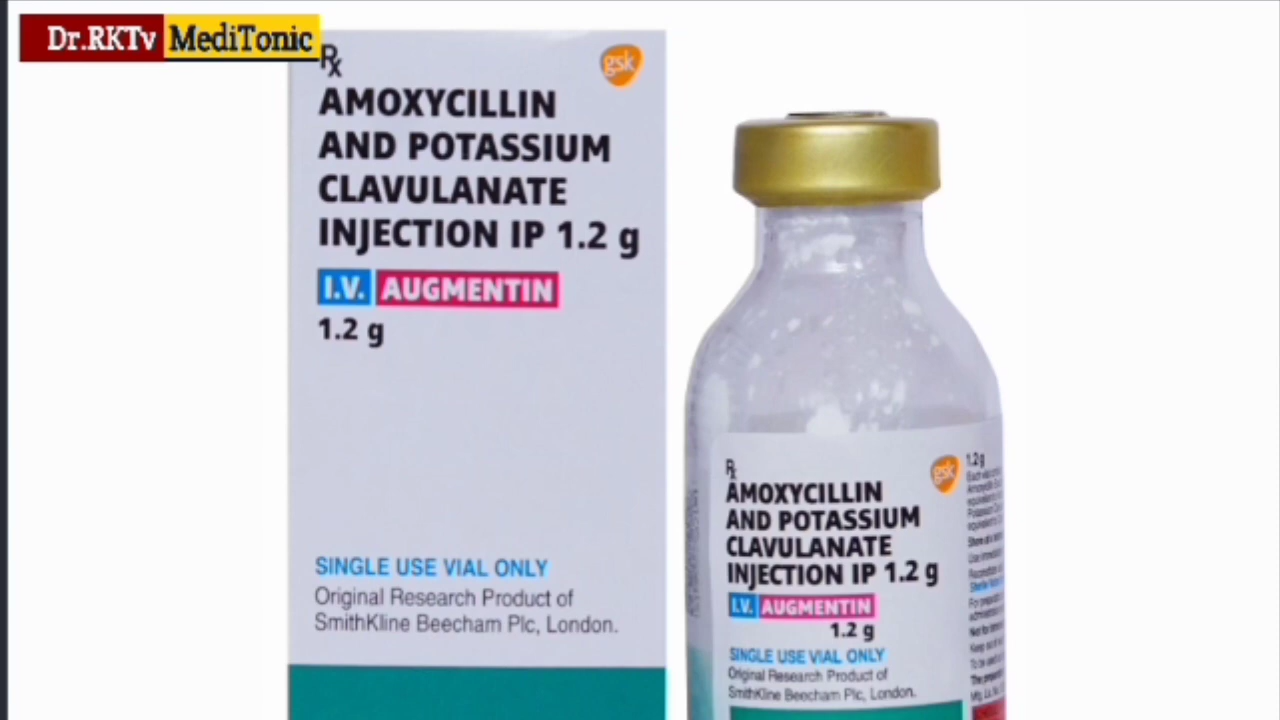 Dr.RKTv MediTonic
Rx
gsk
AMOXYCILLIN
AND POTASSIUM
CLAVULANATE
INJECTION IP 1.2 g
I.V. AUGMENTIN
1.2 g
SINGLE USE VIAL ONLY
Original Research Product of
SmithKline Beecham Plc, London.
Rx
gsk
AMOXYCILLIN
AND POTASSIUM
CLAVULANATE
INJECTION IP 1.2 g
I.V. AUGMENTIN
1.2 g
SINGLE USE VIAL ONLY
Original Research Product of
SmithKline Beecham Plc, London.
1.2g